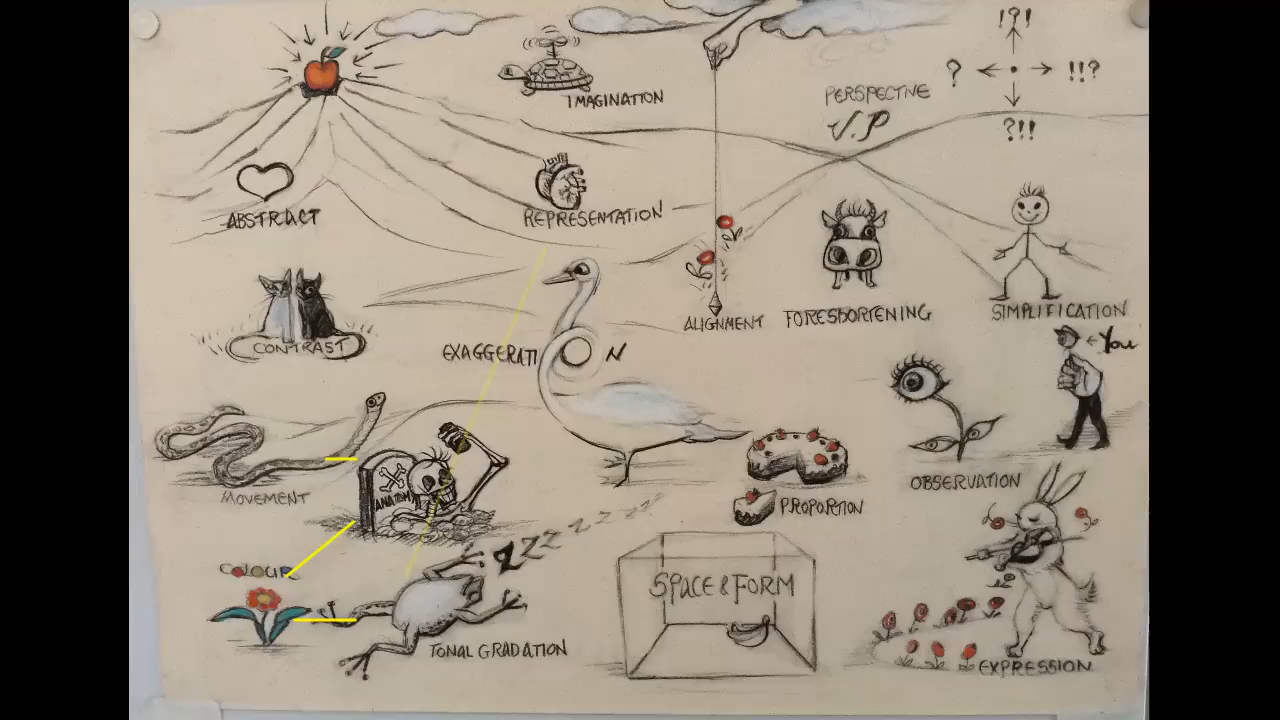 !?!
? !!?
?!!
IMAGINATION
PERSPECTIVE
V.P
ABSTRACT
REPRESENTATION
ALIGNMENT
FORESHORTENING
SIMPLIFICATION
CONTRAST
EXAGGERATION
You
MOVEMENT
ANATOMY
PROPORTION
OBSERVATION
ZZZZZZZZ
COLOUR
SPACE & FORM
TONAL GRADATION
EXPRESSION